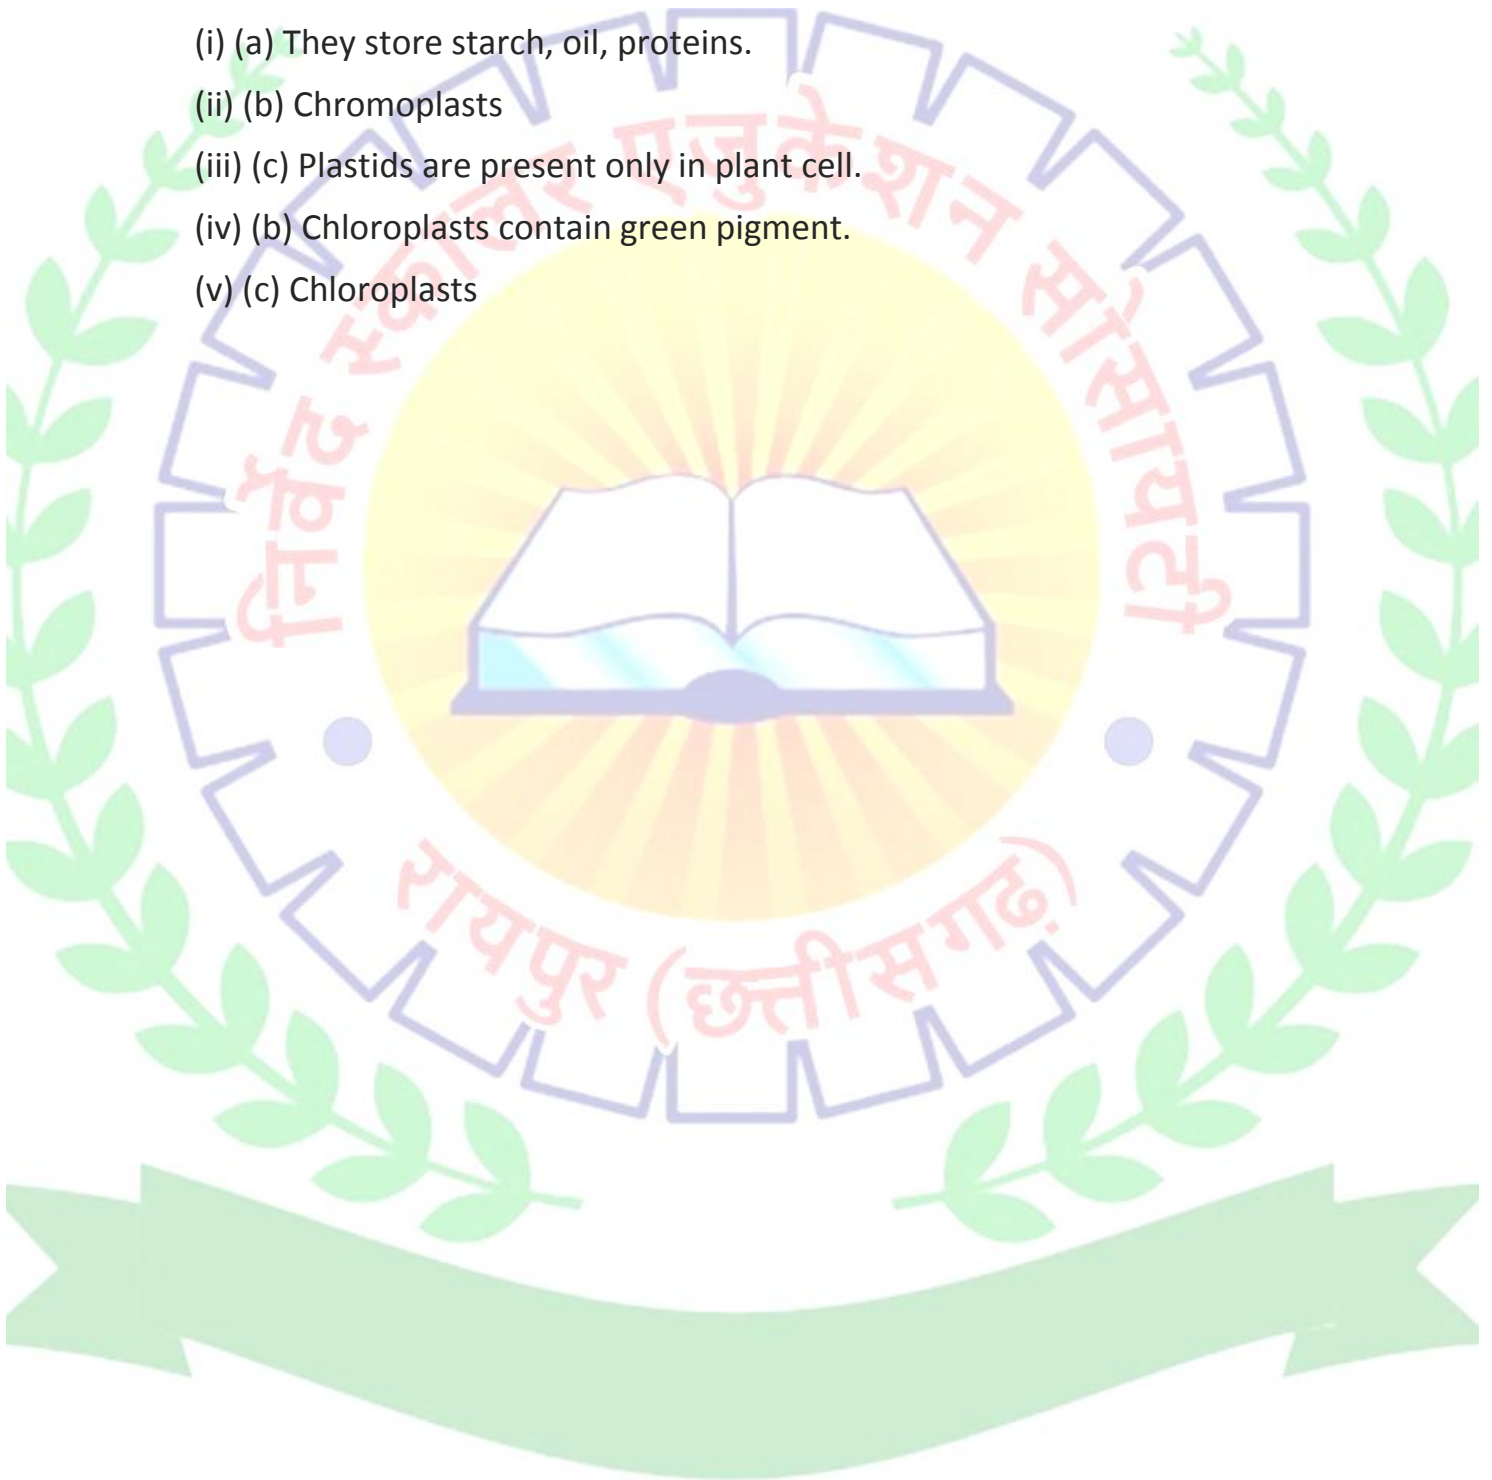 (i) (a) They store starch, oil, proteins.
(ii) (b) Chromoplasts
(iii) (c) Plastids are present only in plant cell.
(iv) (b) Chloroplasts contain green pigment.
(v) (c) Chloroplasts
निर्वेद स्कालर एजुकेशन सोसायटी
रायपुर (छत्तीसगढ़)